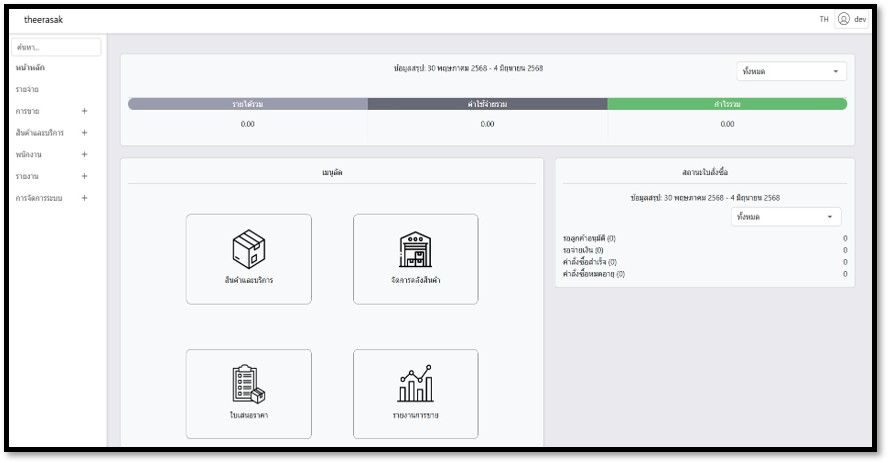 theerasak
TH
dev
ค้นหา...
หน้าหลัก
รายจ่าย
การขาย +
สินค้าและบริการ +
พนักงาน +
รายงาน +
การจัดการระบบ +
ข้อมูลสรุป: 30 พฤษภาคม 2568 - 4 มิถุนายน 2568
ทั้งหมด
รายได้รวม ค่าใช้จ่ายรวม กำไรรวม
0.00 0.00 0.00
เมนูลัด
สินค้าและบริการ
จัดการคลังสินค้า
ใบเสนอราคา
รายงานการขาย
สถานะใบสั่งซื้อ
ข้อมูลสรุป: 30 พฤษภาคม 2568 - 4 มิถุนายน 2568
ทั้งหมด
รอลูกค้าอนุมัติ (0) 0
รอจ่ายเงิน (0) 0
คำสั่งซื้อสำเร็จ (0) 0
คำสั่งซื้อหมดอายุ (0) 0